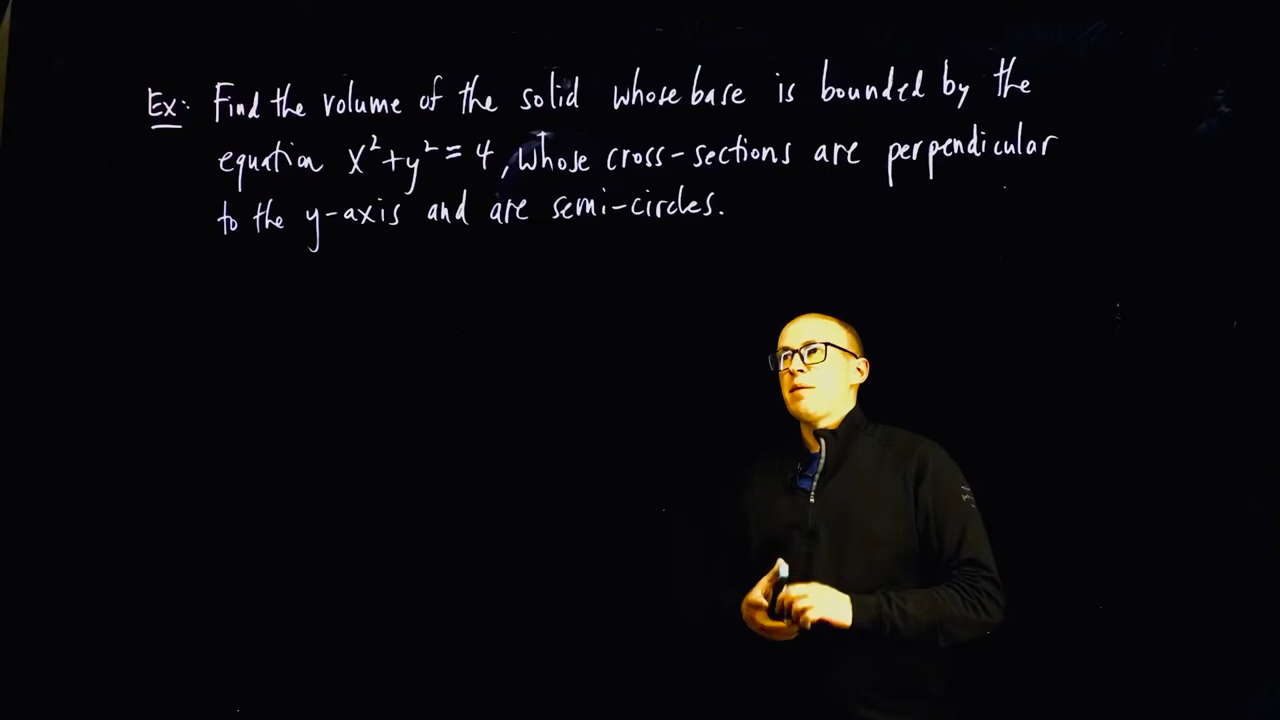 Ex: Find the volume of the solid whose base is bounded by the
equation x²+y²=4, whose cross-sections are perpendicular
to the y-axis and are semi-circles.